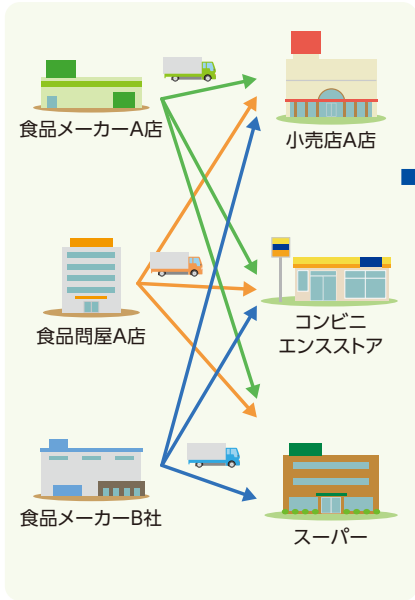 食品メーカーA店
小売店A店
食品問屋A店
コンビニ
エンスストア
食品メーカーB社
スーパー